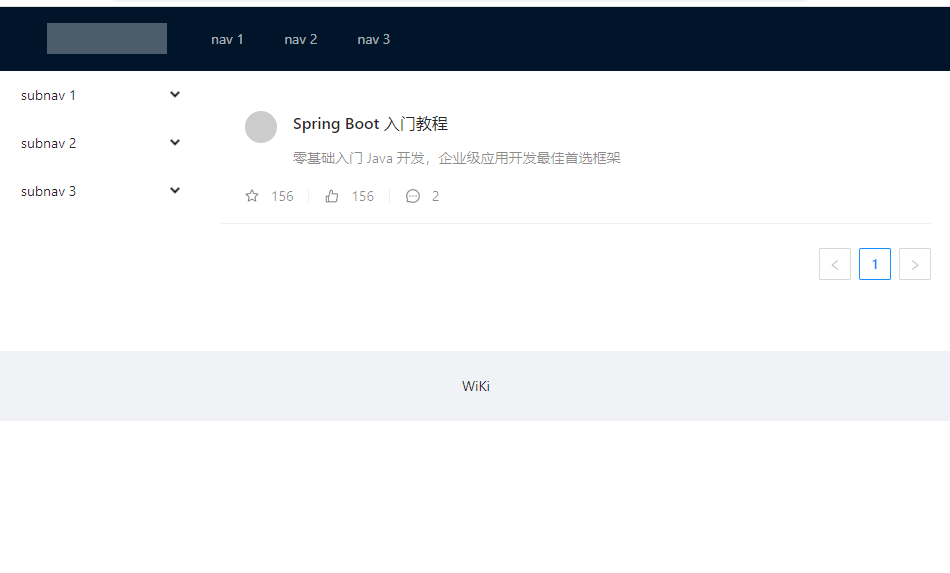 nav 1 nav 2 nav 3
subnav 1
subnav 2
subnav 3
Spring Boot 入门教程
零基础入门 Java 开发，企业级应用开发最佳首选框架
156 156 2
1
WiKi